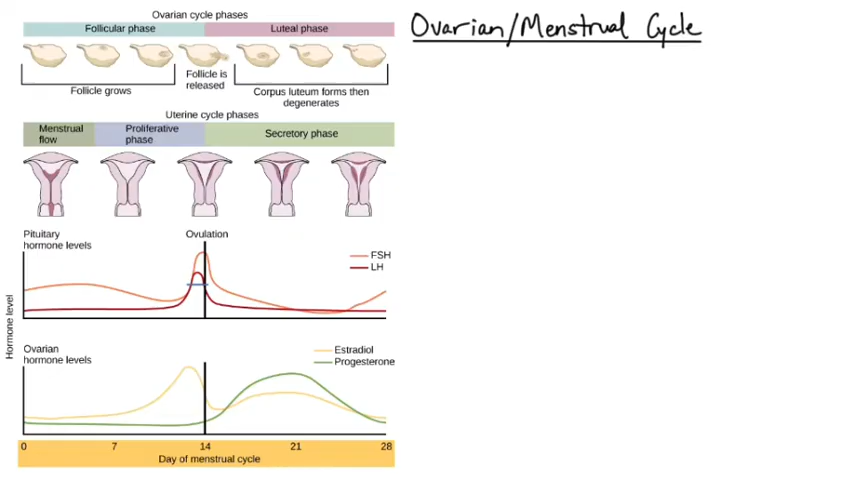 Ovarian cycle phases
Follicular phase
Luteal phase
Follicle grows
Follicle is
released
Corpus luteum forms then
degenerates
Uterine cycle phases
Menstrual
flow
Proliferative
phase
Secretory phase
Pituitary
hormone levels
Ovulation
FSH
LH
Hormone level
Ovarian
hormone levels
Estradiol
Progesterone
0 7 14 21 28
Day of menstrual cycle
Ovarian/Menstrual Cycle